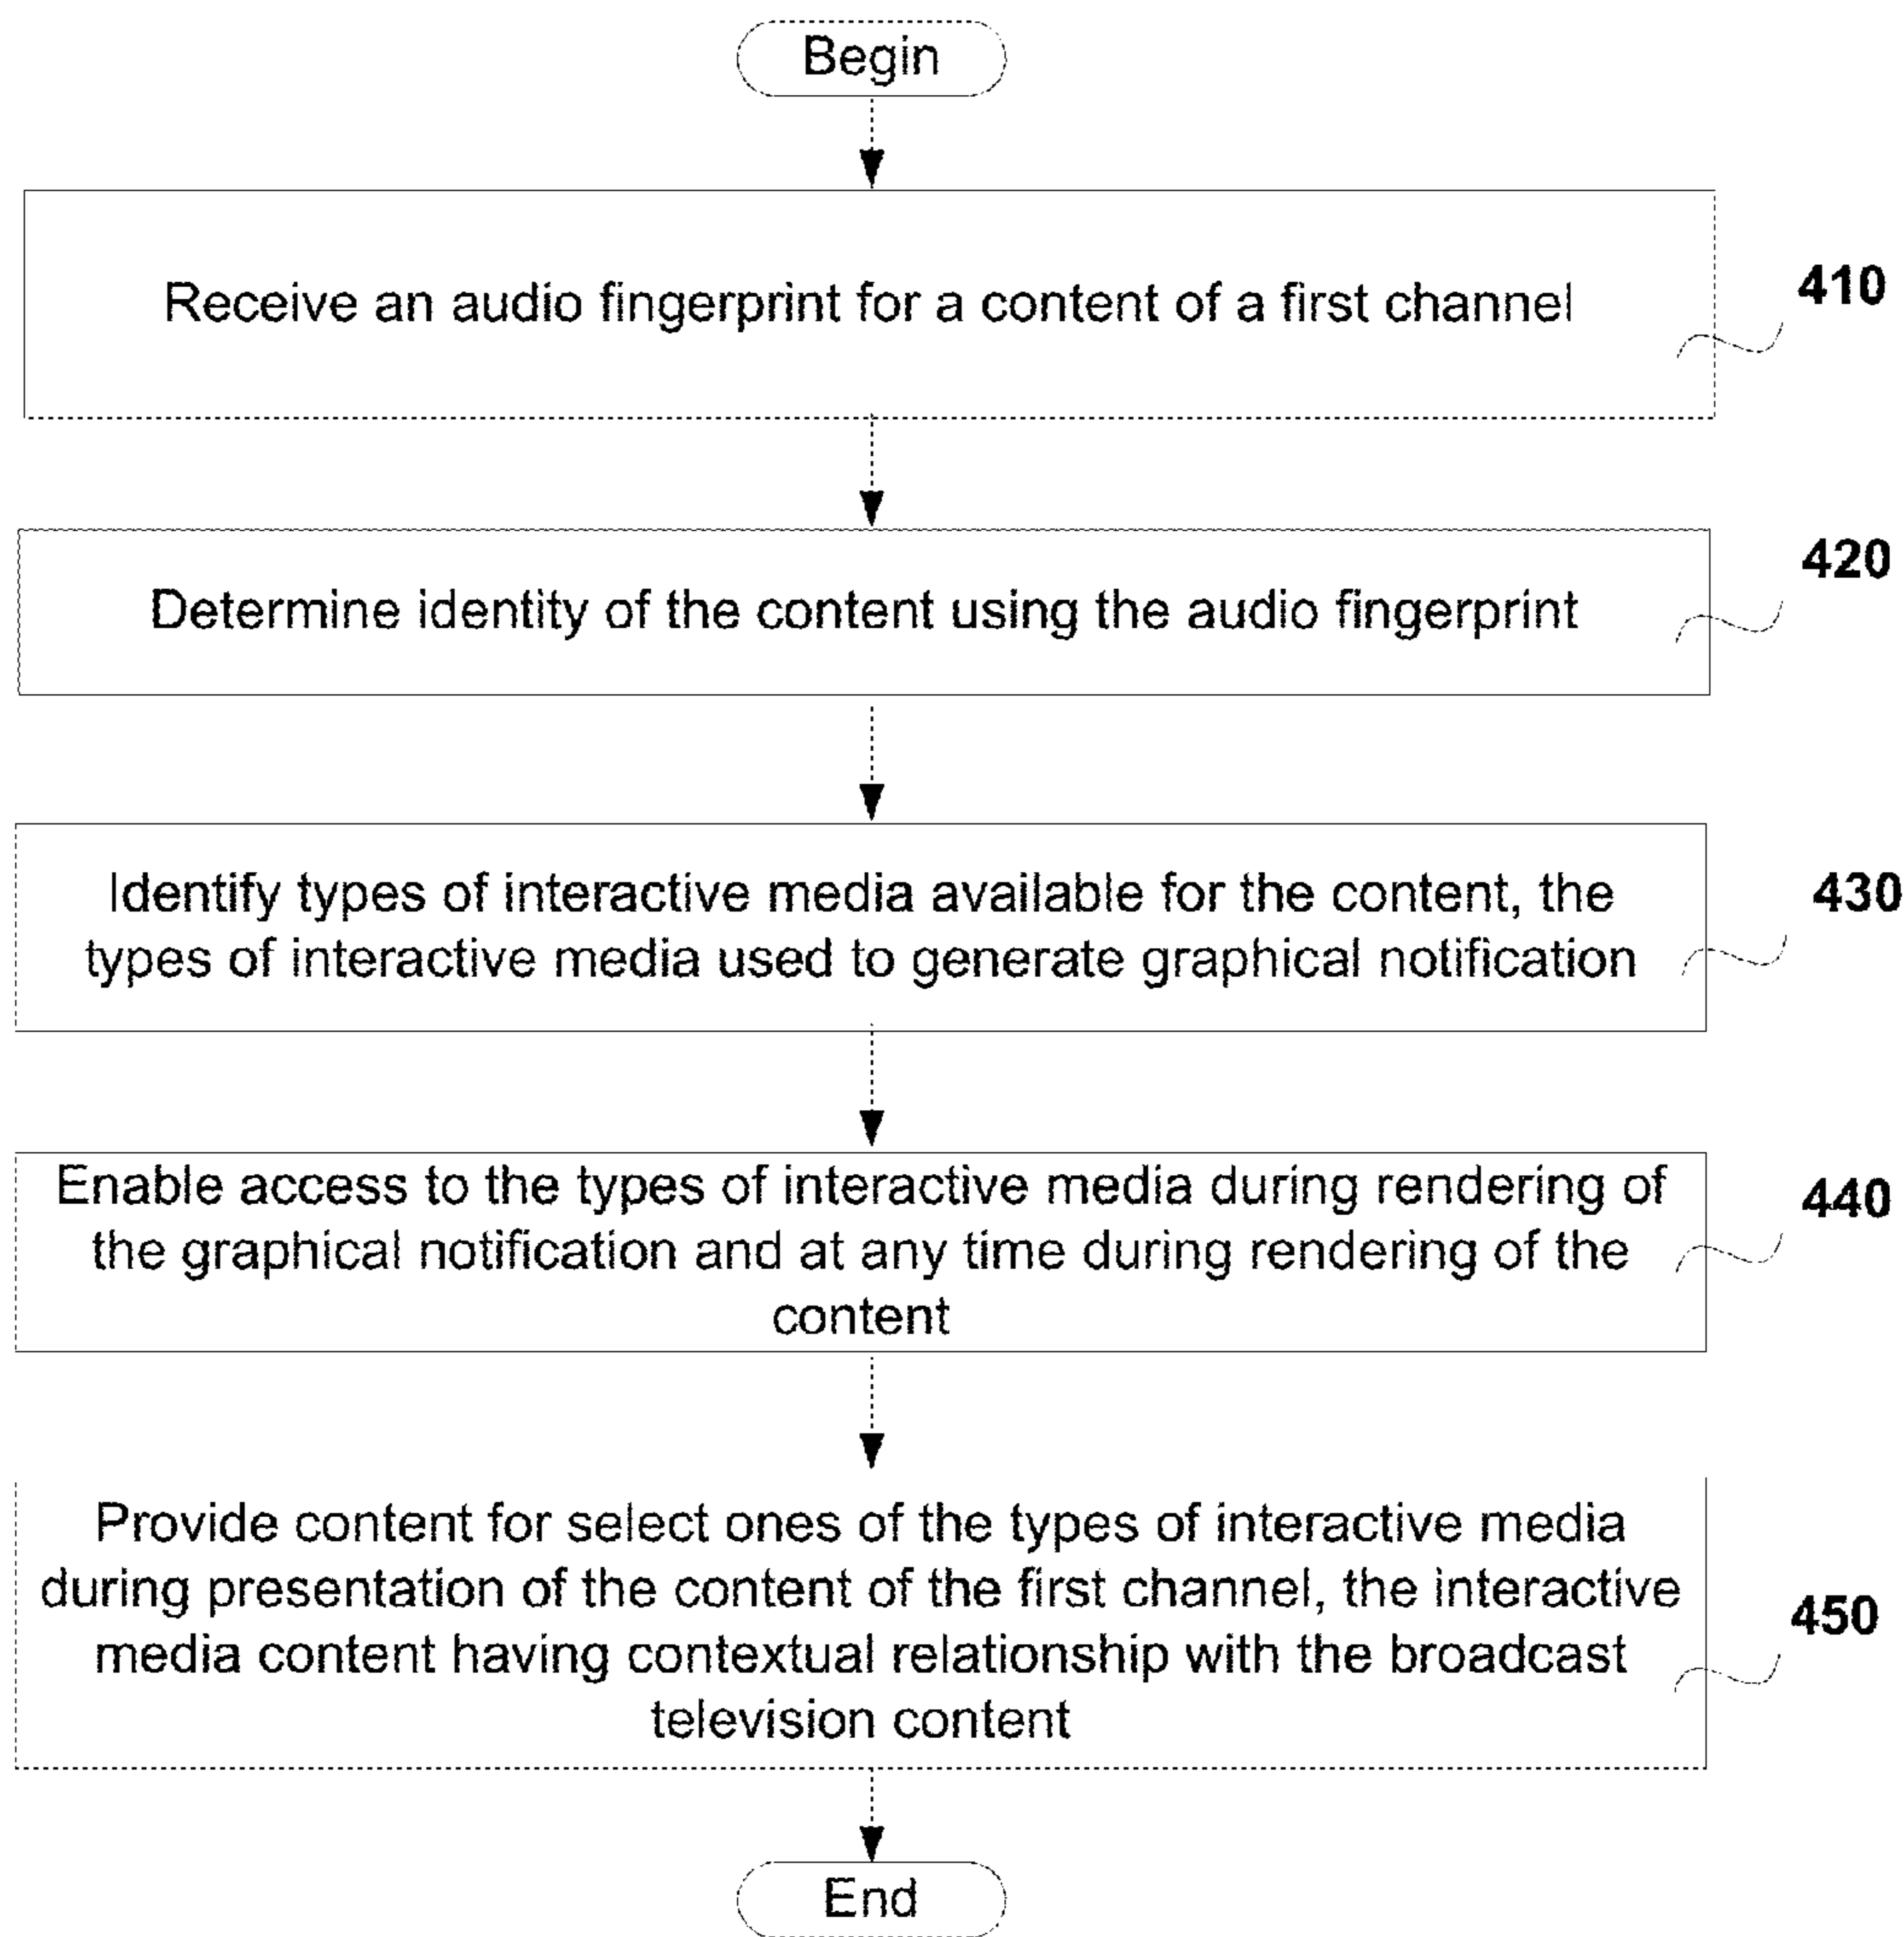 Begin
Receive an audio fingerprint for a content of a first channel
410
Determine identity of the content using the audio fingerprint
420
Identify types of interactive media available for the content, the
types of interactive media used to generate graphical notification
430
Enable access to the types of interactive media during rendering of
the graphical notification and at any time during rendering of the
content
440
Provide content for select ones of the types of interactive media
during presentation of the content of the first channel, the interactive
media content having contextual relationship with the broadcast
television content
450
End